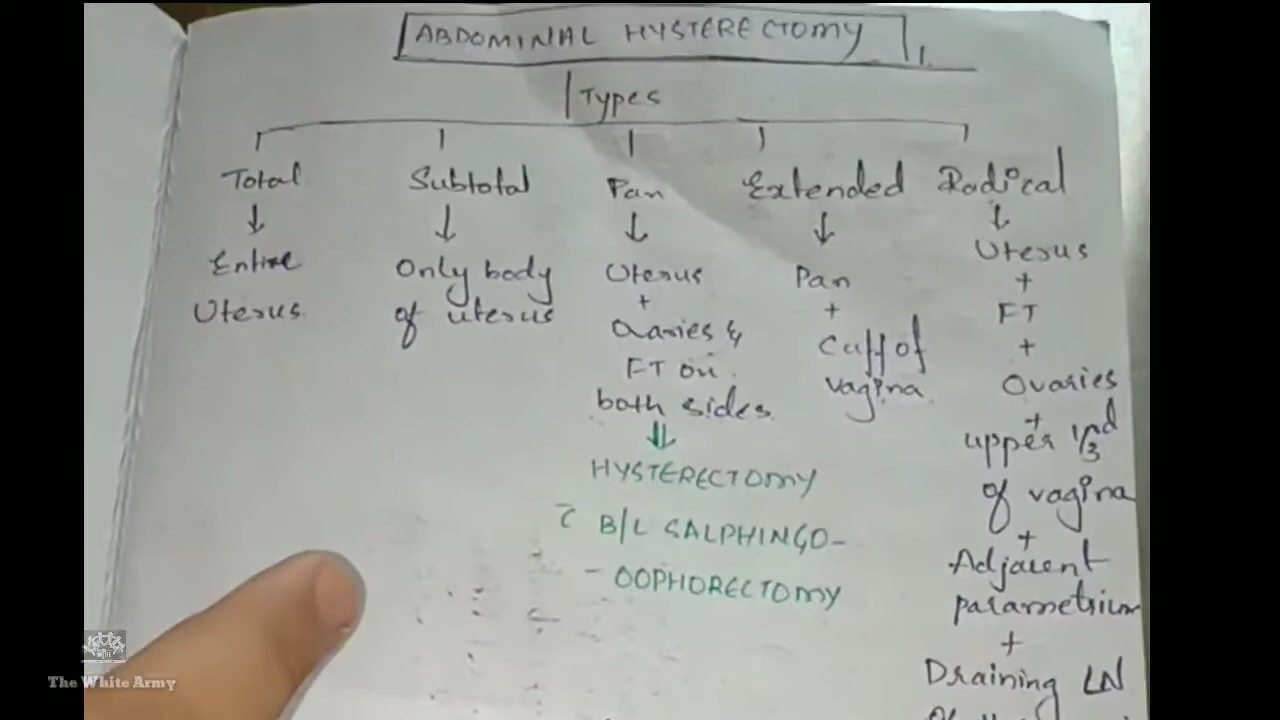 ABDOMINAL HYSTERECTOMY
Types
Total
Entire
Uterus
Subtotal
Only body
of uterus
Pan
Uterus
+
Ovaries &
FT on
both sides
HYSTERECTOMY
c̄ B/L SALPHINGO-
- OOPHORECTOMY
Extended
Pan
+
Cuff of
vagina
Radical
Uterus
+
FT
+
Ovaries
+
upper 1/3rd
of vagina
+
Adjacent
parametrium
+
Draining LN
The White Army